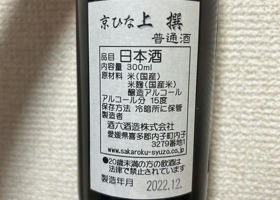 京ひな 上撰
普通酒
品目 日本酒
内容量 300ml
原材料 米(国産)
米麹(国産米)
醸造アルコール
アルコール分 15度
保存方法 冷暗所に保管
製造者
酒六酒造株式会社
愛媛県喜多郡内子町内子
3279番地1
www.sakaroku-syuzo.co.jp
●20歳未満の方の飲酒は
法律で禁止されています
製造年月 2022.12.